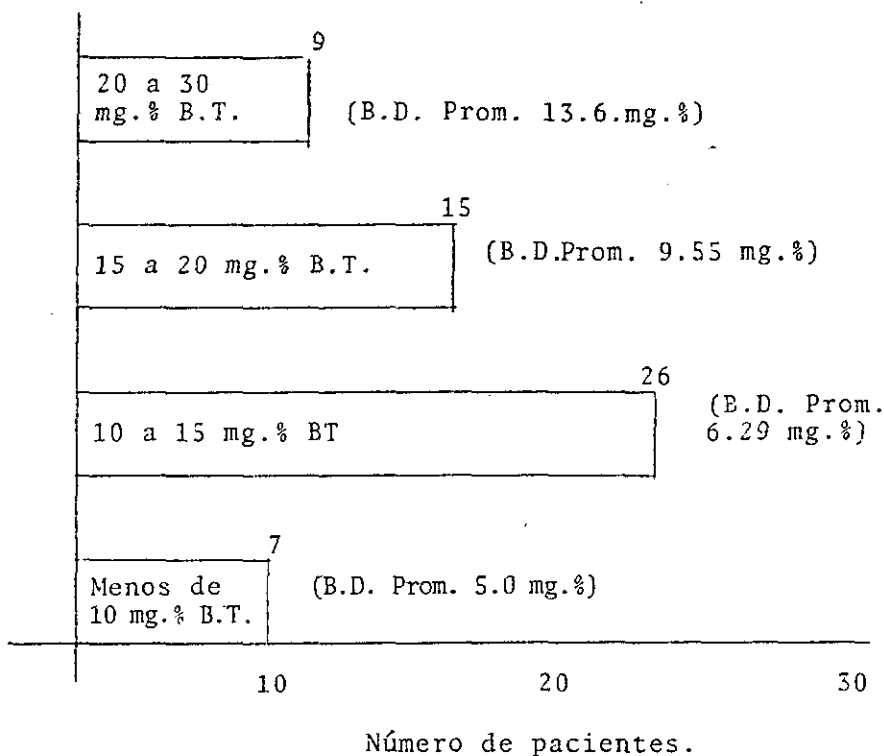 9
20 a 30
mg.% B.T.
(B.D. Prom. 13.6.mg.%)
15
15 a 20 mg.% B.T.
(B.D.Prom. 9.55 mg.%)
26
10 a 15 mg.% BT
(B.D. Prom.
6.29 mg.%)
7
Menos de
10 mg.% B.T.
(B.D. Prom. 5.0 mg.%)
10 20 30
Número de pacientes.